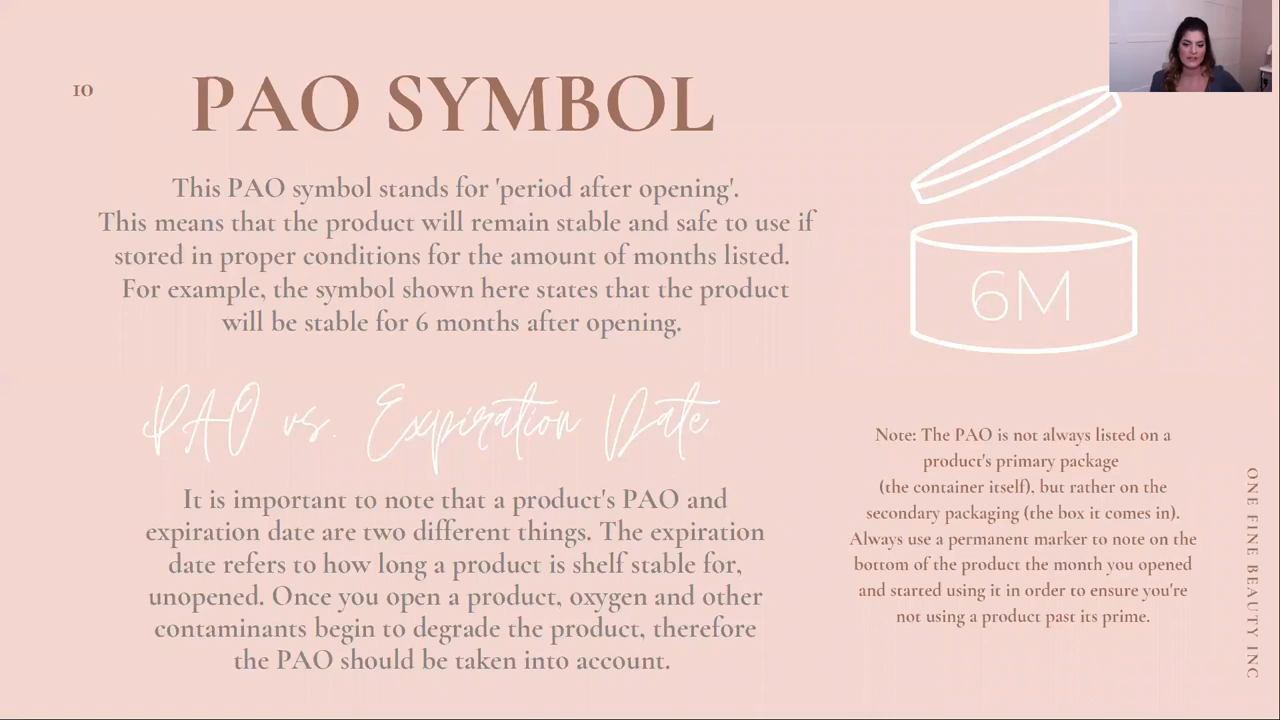 10
PAO SYMBOL
This PAO symbol stands for 'period after opening'.
This means that the product will remain stable and safe to use if
stored in proper conditions for the amount of months listed.
For example, the symbol shown here states that the product
will be stable for 6 months after opening.
6M
PAO vs. Expiration Date
It is important to note that a product's PAO and
expiration date are two different things. The expiration
date refers to how long a product is shelf stable for,
unopened. Once you open a product, oxygen and other
contaminants begin to degrade the product, therefore
the PAO should be taken into account.
Note: The PAO is not always listed on a
product's primary package
(the container itself), but rather on the
secondary packaging (the box it comes in).
Always use a permanent marker to note on the
bottom of the product the month you opened
and started using it in order to ensure you're
not using a product past its prime.
ONE FINE BEAUTY INC